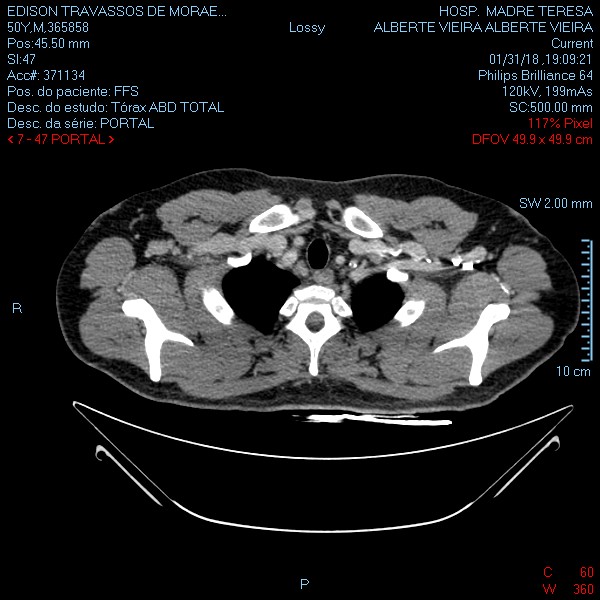 EDISON TRAVASSOS DE MORAE...
50Y,M,365858
Pos:45.50 mm
SI:47
Acc#: 371134
Pos. do paciente: FFS
Desc. do estudo: Tórax ABD TOTAL
Desc. da série: PORTAL
< 7 - 47 PORTAL >
Lossy
HOSP. MADRE TERESA
ALBERTE VIEIRA ALBERTE VIEIRA
Current
01/31/18 ,19:09:21
Philips Brilliance 64
120kV, 199mAs
SC:500.00 mm
117% Pixel
DFOV 49.9 x 49.9 cm
SW 2.00 mm
R
10 cm
P
C 60
W 360